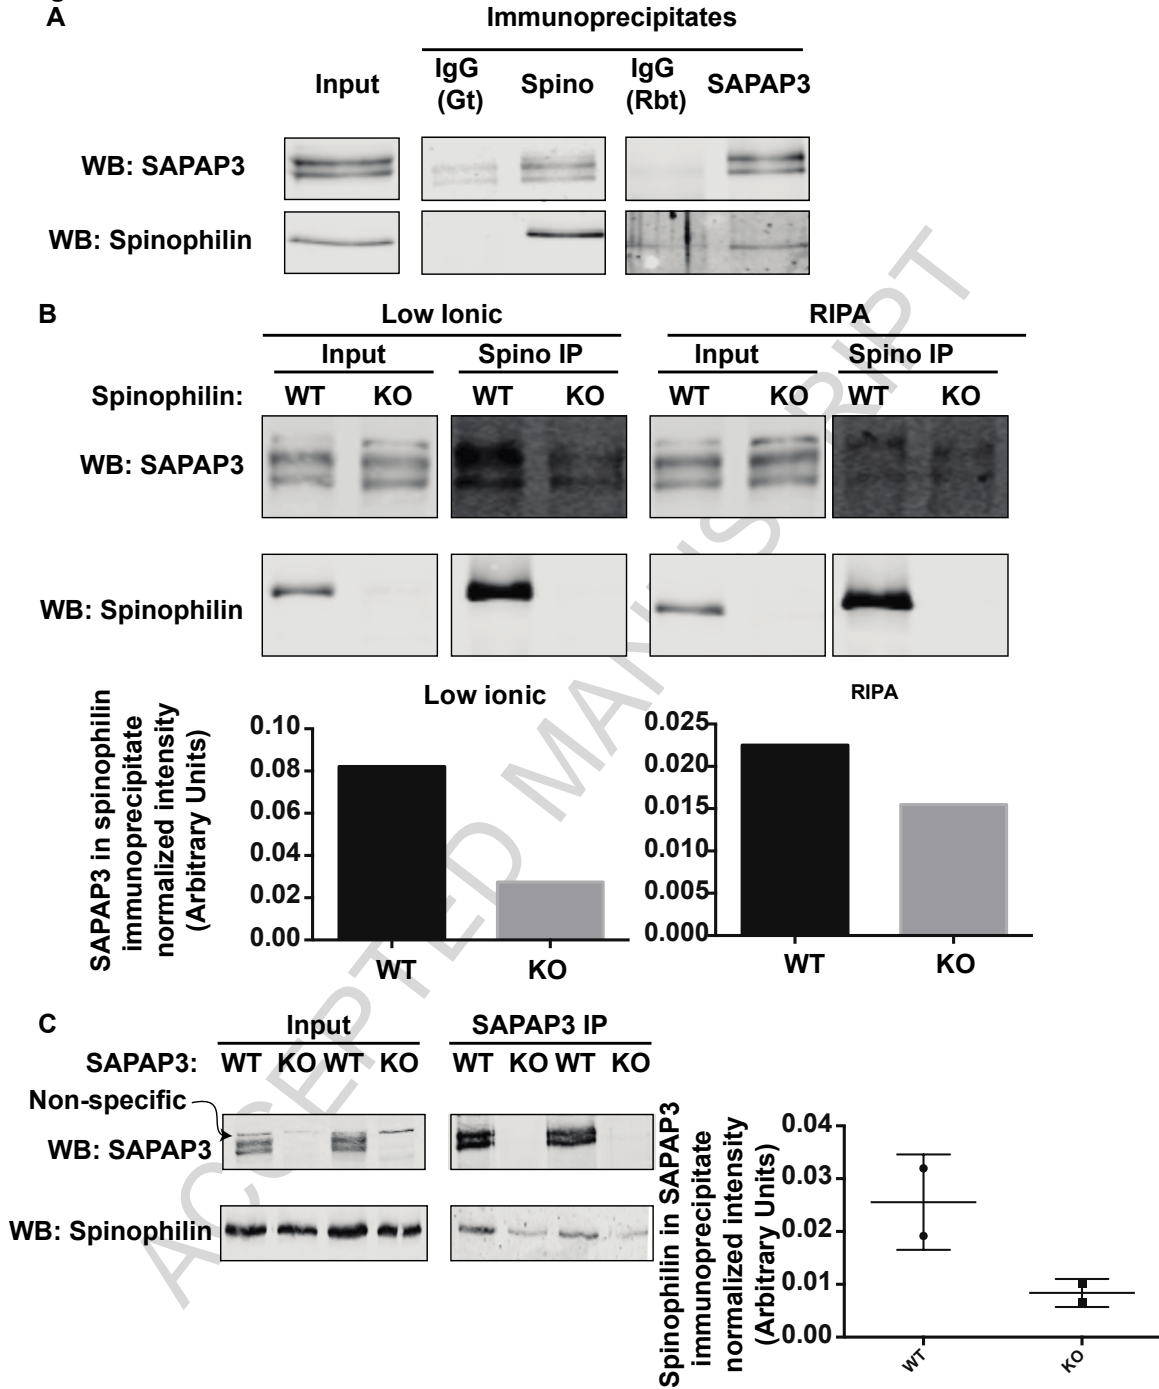 A
Immunoprecipitates
Input
IgG
(Gt)
Spino
IgG
(Rbt)
SAPAP3
WB: SAPAP3
WB: Spinophilin
B
Low Ionic
RIPA
Input
Spino IP
Input
Spino IP
Spinophilin:
WT
KO
WT
KO
WT
KO
WT
KO
WB: SAPAP3
WB: Spinophilin
SAPAP3 in spinophilin
immunoprecipitate
normalized intensity
(Arbitrary Units)
Low ionic
0.10
0.08
0.06
0.04
0.02
0.00
WT
KO
RIPA
0.025
0.020
0.015
0.010
0.005
0.000
WT
KO
C
Input
SAPAP3 IP
SAPAP3:
WT KO WT KO
WT KO WT KO
Non-specific
WB: SAPAP3
WB: Spinophilin
Spinophilin in SAPAP3
immunoprecipitate
normalized intensity
(Arbitrary Units)
0.04
0.03
0.02
0.01
0.00
WT
KO
ACCEPTED MANUSCRIPT